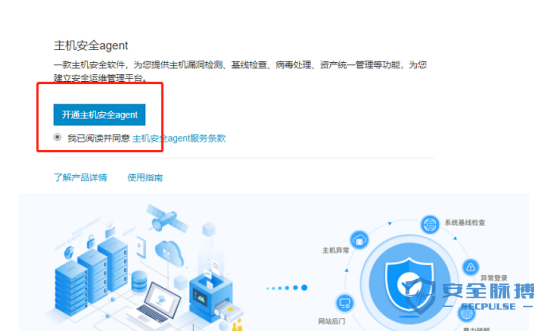 主机安全agent
一款主机安全软件，为您提供主机漏洞检测、基线检查、病毒处理、资产统一管理等功能，为您
建立安全运维管理平台。
开通主机安全agent
我已阅读并同意 主机安全agent服务条款
了解产品详情 使用指南
系统基线检查
主机异常
异常登录
安全脉搏
SECPULSE
网站后门
暴力破解